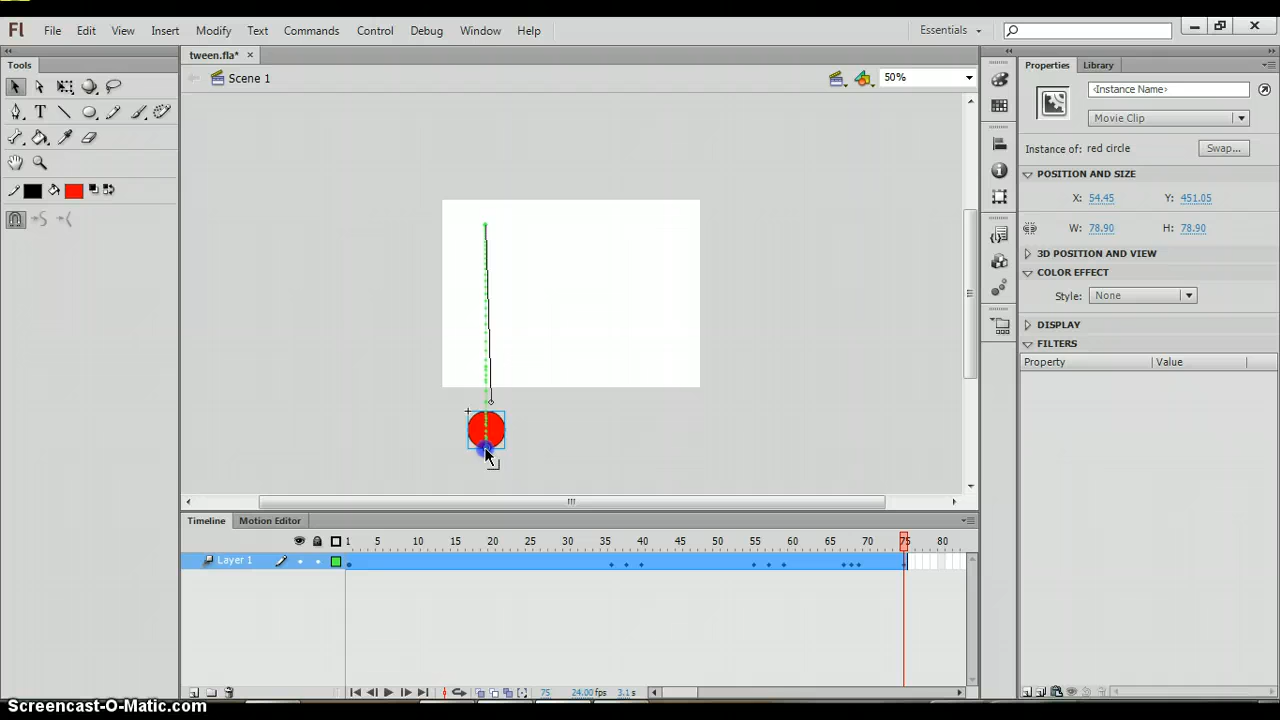 Fl File Edit View Insert Modify Text Commands Control Debug Window Help Essentials
Tools
tween.fla*
Properties Library
Scene 1
50%
<Instance Name>
Movie Clip
Instance of: red circle Swap...
POSITION AND SIZE
X: 54.45 Y: 451.05
W: 78.90 H: 78.90
3D POSITION AND VIEW
COLOR EFFECT
Style: None
DISPLAY
FILTERS
Property Value
Timeline Motion Editor
1 5 10 15 20 25 30 35 40 45 50 55 60 65 70 75 80
Layer 1
75 24.00 fps 3.1 s
Screencast-O-Matic.com